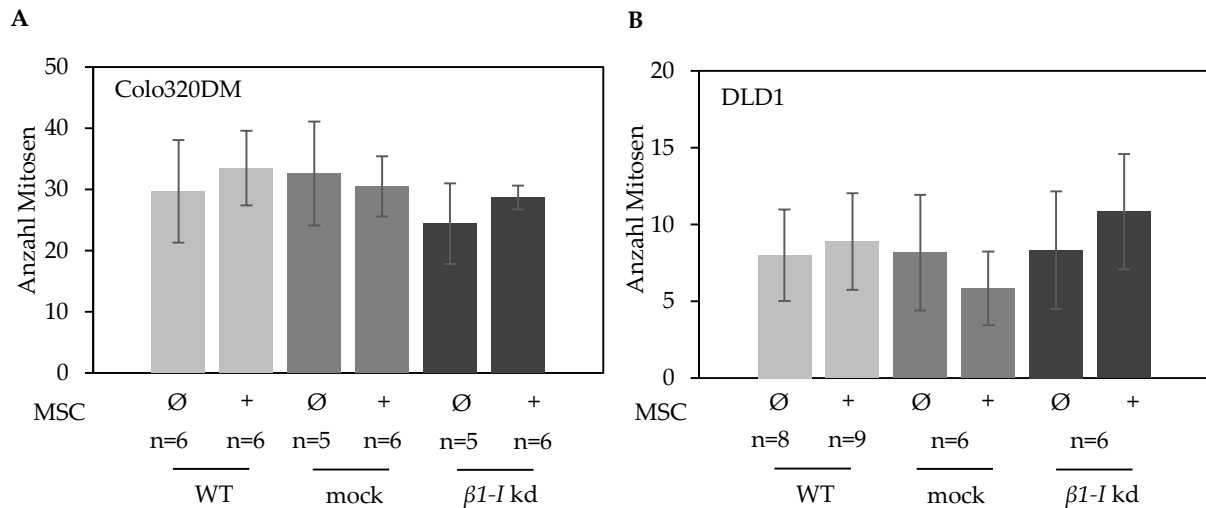 A
Colo320DM
Anzahl Mitosen
50
40
30
20
10
0
MSC Ø + Ø + Ø +
n=6 n=6 n=5 n=6 n=5 n=6
WT mock β1-I kd
B
DLD1
Anzahl Mitosen
20
15
10
5
0
MSC Ø + Ø + Ø +
n=8 n=9 n=6 n=6
WT mock β1-I kd